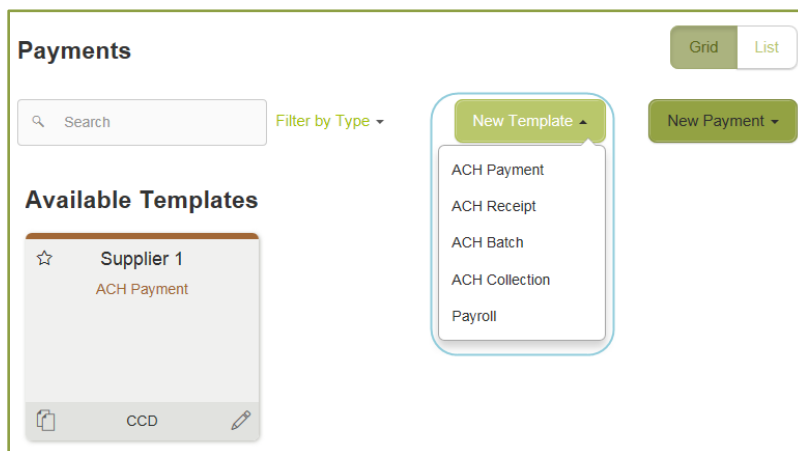 Payments
Grid List
Search
Filter by Type
New Template
New Payment
ACH Payment
ACH Receipt
ACH Batch
ACH Collection
Payroll
Available Templates
Supplier 1
ACH Payment
CCD